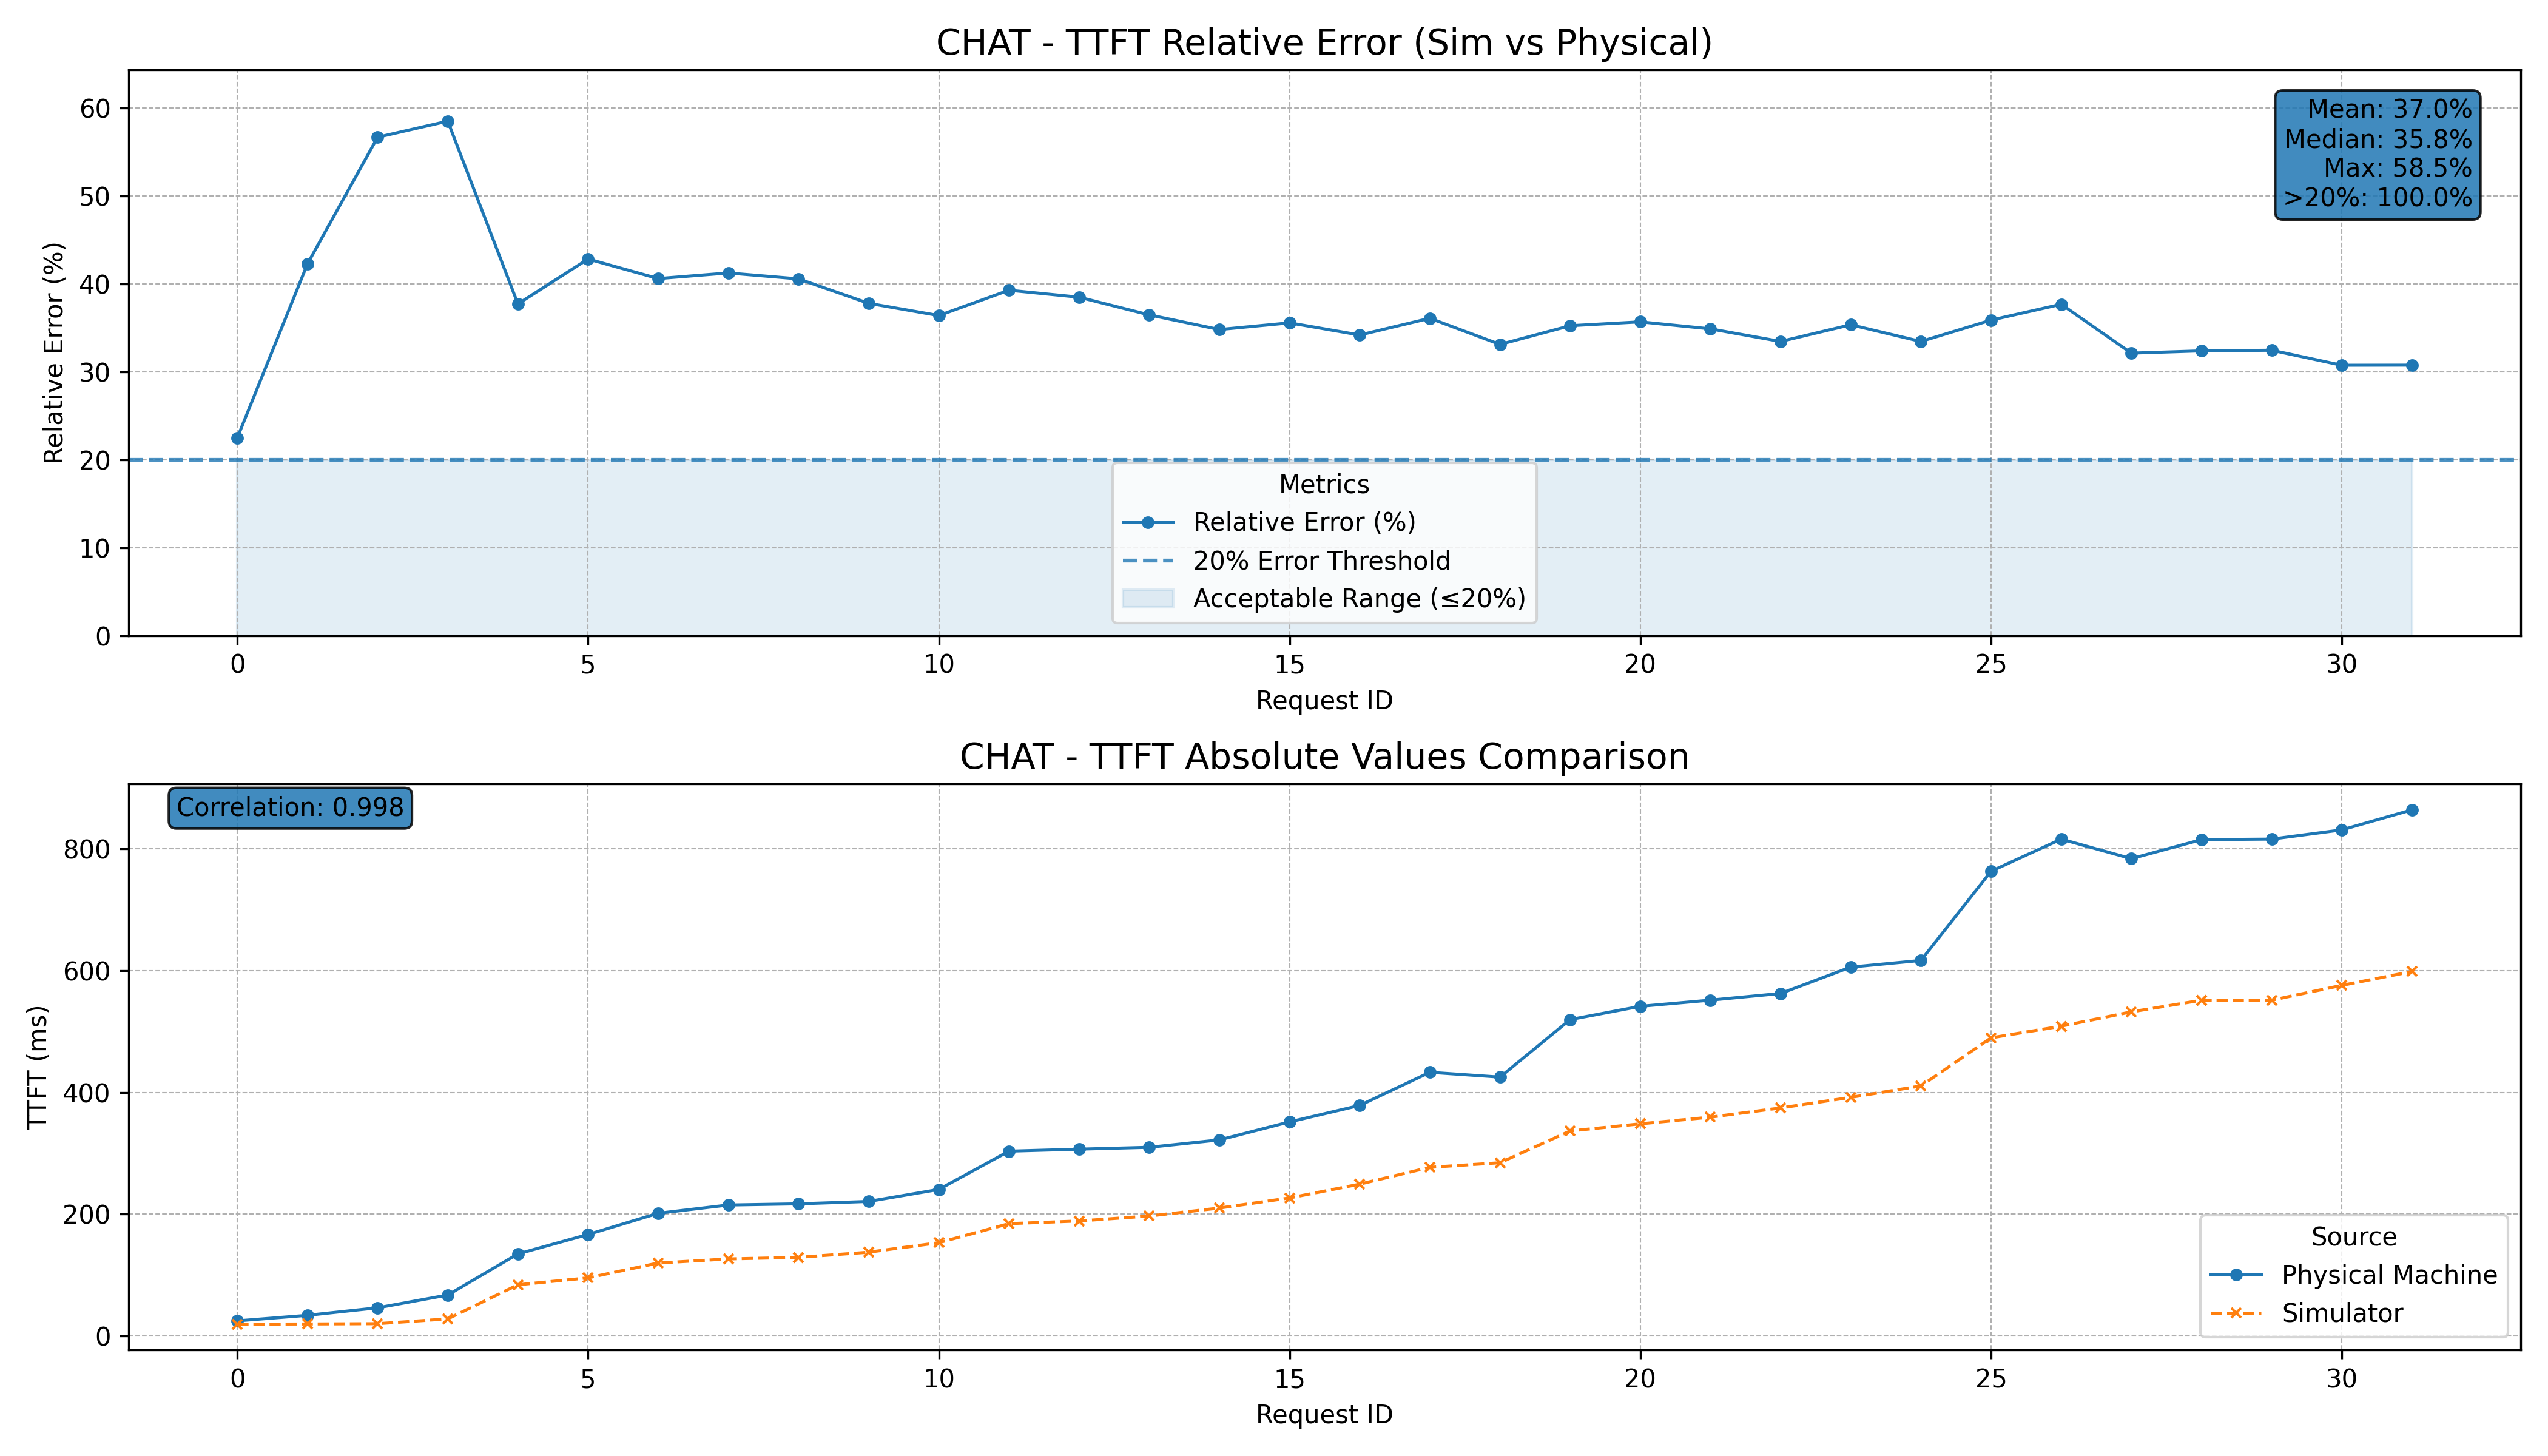 CHAT - TTFT Relative Error (Sim vs Physical)
Relative Error (%)
60
50
40
30
20
10
0
Mean: 37.0%
Median: 35.8%
Max: 58.5%
>20%: 100.0%
Metrics
Relative Error (%)
20% Error Threshold
Acceptable Range (≤20%)
0 5 10 15 20 25 30
Request ID
CHAT - TTFT Absolute Values Comparison
Correlation: 0.998
TTFT (ms)
800
600
400
200
0
Source
Physical Machine
Simulator
0 5 10 15 20 25 30
Request ID